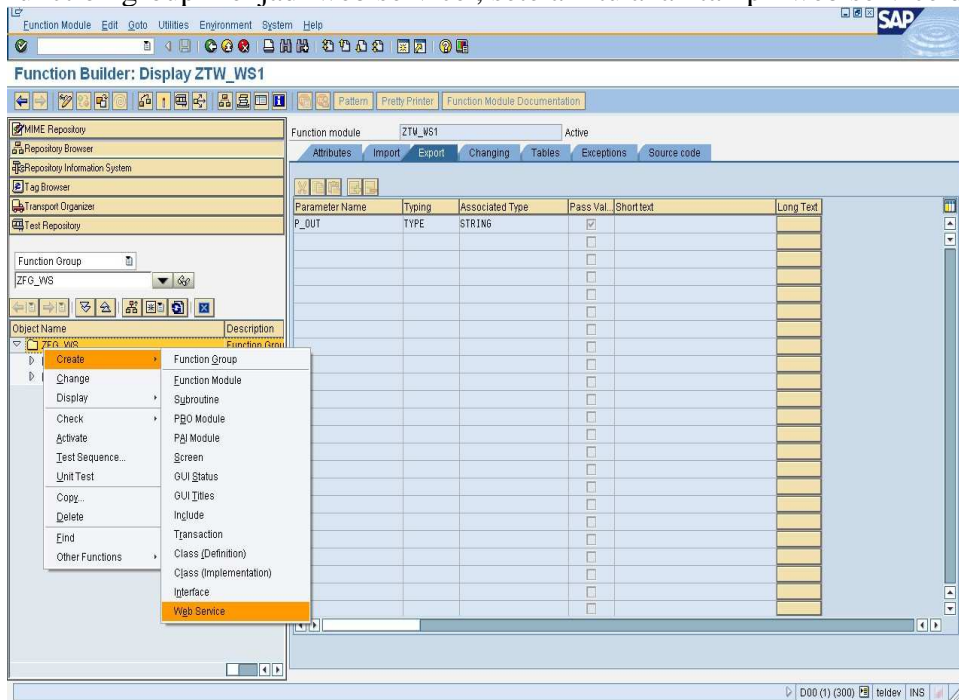 Function Module Edit Goto Utilities Environment System Help
SAP
Function Builder: Display ZTW_WS1
Pattern Pretty Printer Function Module Documentation
MIME Repository
Repository Browser
Repository Information System
Tag Browser
Transport Organizer
Test Repository
Function Group
ZFG_WS
Object Name Description
ZFG_WS Function Grou
Create
Change
Display
Check
Activate
Test Sequence...
Unit Test
Copy...
Delete
Find
Other Functions
Function Group
Function Module
Subroutine
PBO Module
PAI Module
Screen
GUI Status
GUI Titles
Include
Transaction
Class (Definition)
Class (Implementation)
Interface
Web Service
Function module ZTW_WS1 Active
Attributes Import Export Changing Tables Exceptions Source code
Parameter Name Typing Associated Type Pass Val... Short text Long Text
P_OUT TYPE STRING
D00 (1) (300) teldev INS